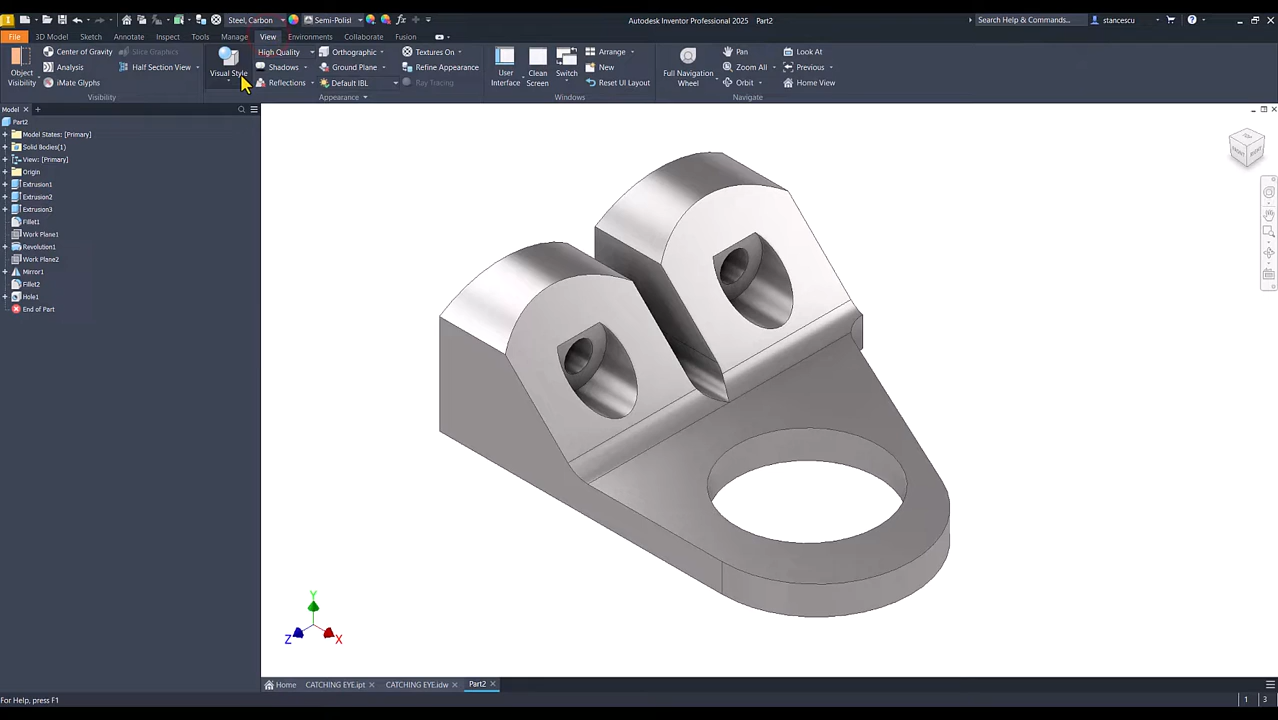 Steel, Carbon
Semi-Polisl
Autodesk Inventor Professional 2025 Part2
Search Help & Commands...
stancescu
File
3D Model
Sketch
Annotate
Inspect
Tools
Manage
View
Environments
Collaborate
Fusion
Object Visibility
Center of Gravity
Analysis
iMate Glyphs
Slice Graphics
Half Section View
Visibility
Visual Style
High Quality
Shadows
Reflections
Orthographic
Ground Plane
Default IBL
Textures On
Refine Appearance
Ray Tracing
Appearance
User Interface
Clean Screen
Switch
Arrange
New
Reset UI Layout
Windows
Full Navigation Wheel
Pan
Zoom All
Orbit
Look At
Previous
Home View
Navigate
Model
Part2
Model States: [Primary]
Solid Bodies(1)
View: [Primary]
Origin
Extrusion1
Extrusion2
Extrusion3
Fillet1
Work Plane1
Revolution1
Work Plane2
Mirror1
Fillet2
Hole1
End of Part
TOP
FRONT
RIGHT
Y
Z
X
Home
CATCHING EYE.ipt
CATCHING EYE.idw
Part2
For Help, press F1
1
3